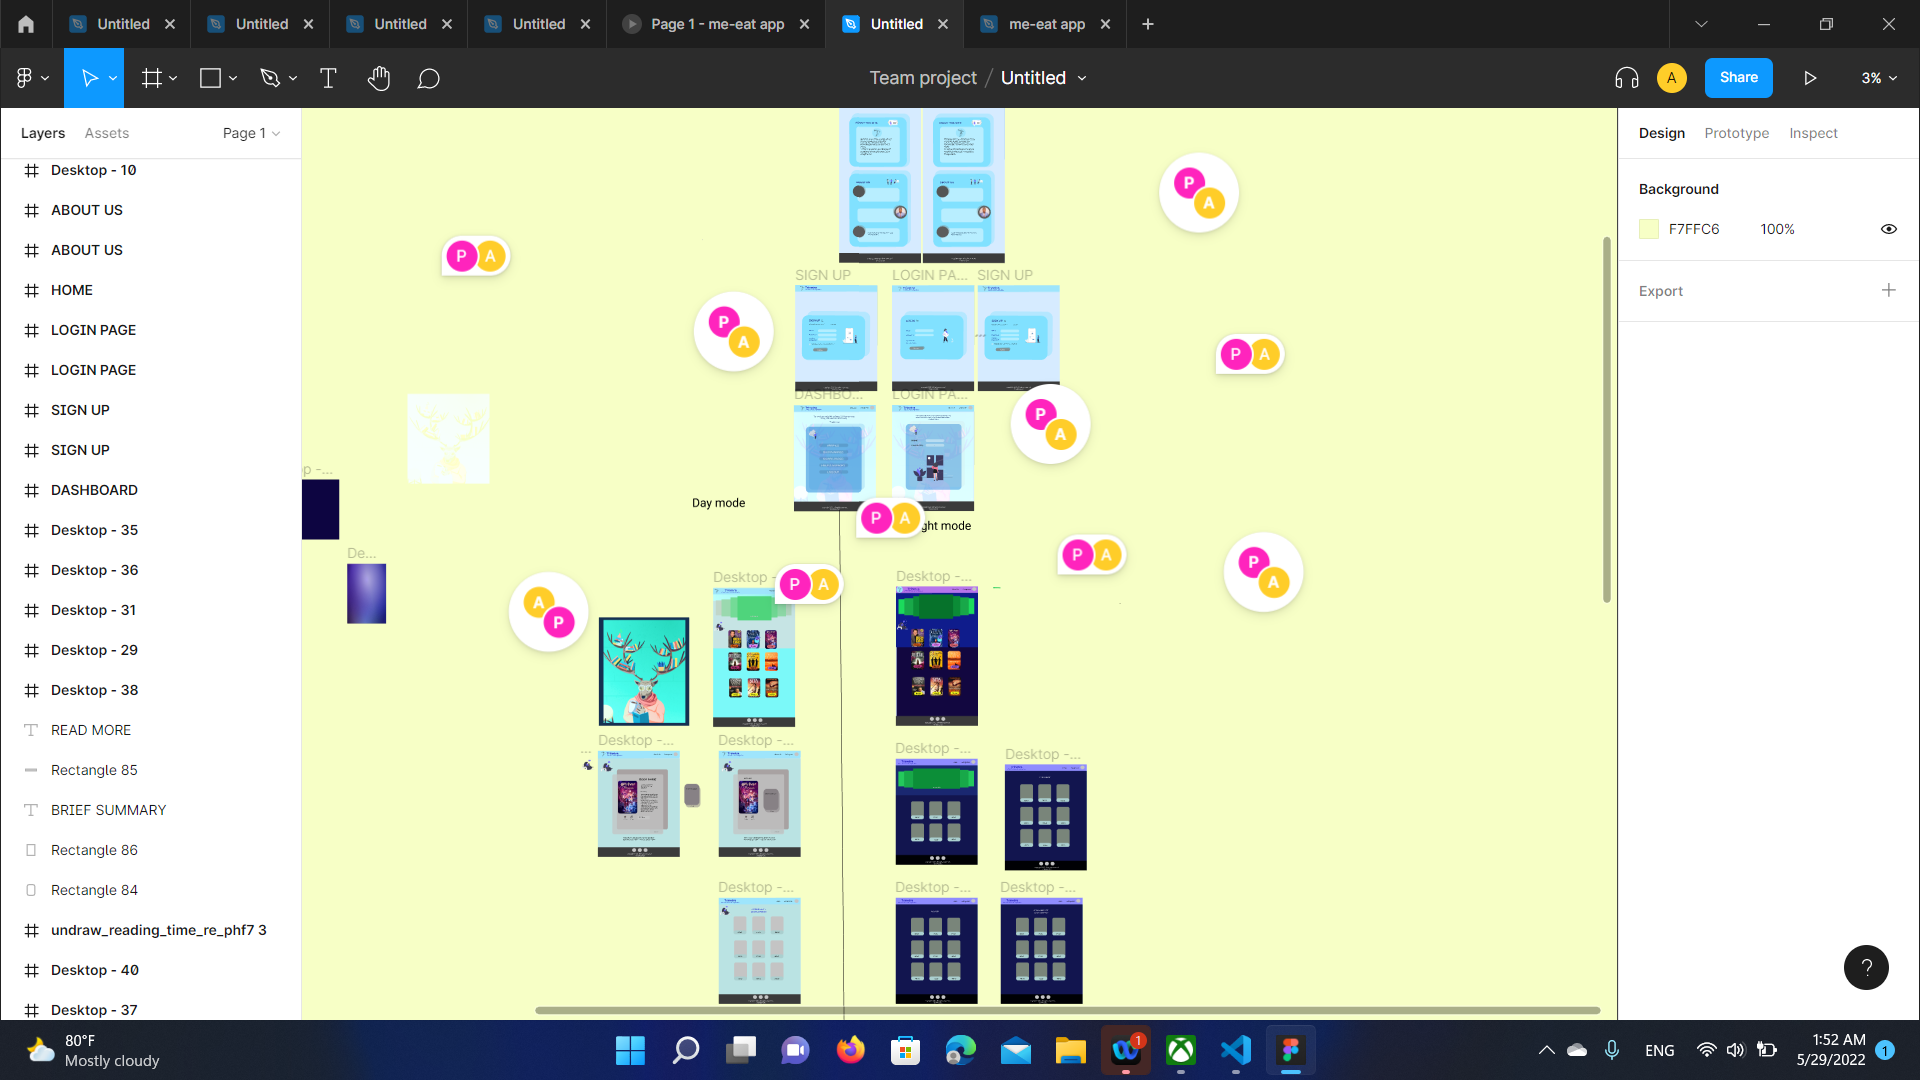 Untitled
Untitled
Untitled
Untitled
Page 1 - me-eat app
Untitled
me-eat app
Team project / Untitled
A
Share
3%
Layers
Assets
Page 1
Desktop - 10
ABOUT US
ABOUT US
HOME
LOGIN PAGE
LOGIN PAGE
SIGN UP
SIGN UP
DASHBOARD
Desktop - 35
Desktop - 36
Desktop - 31
Desktop - 29
Desktop - 38
READ MORE
Rectangle 85
BRIEF SUMMARY
Rectangle 86
Rectangle 84
undraw_reading_time_re_phf7 3
Desktop - 40
Desktop - 37
P A
P A
P A
SIGN UP
LOGIN PA...
SIGN UP
P A
DASHBO...
LOGIN PA...
P A
p -...
Day mode
P A
ght mode
De...
P A
P A
A P
P A
Desktop -
Desktop -...
Desktop -...
Desktop -...
Desktop -...
Desktop -...
Desktop -...
Desktop -...
Desktop -...
Design
Prototype
Inspect
Background
F7FFC6
100%
Export
?
80°F
Mostly cloudy
1
ENG
1:52 AM
5/29/2022
1